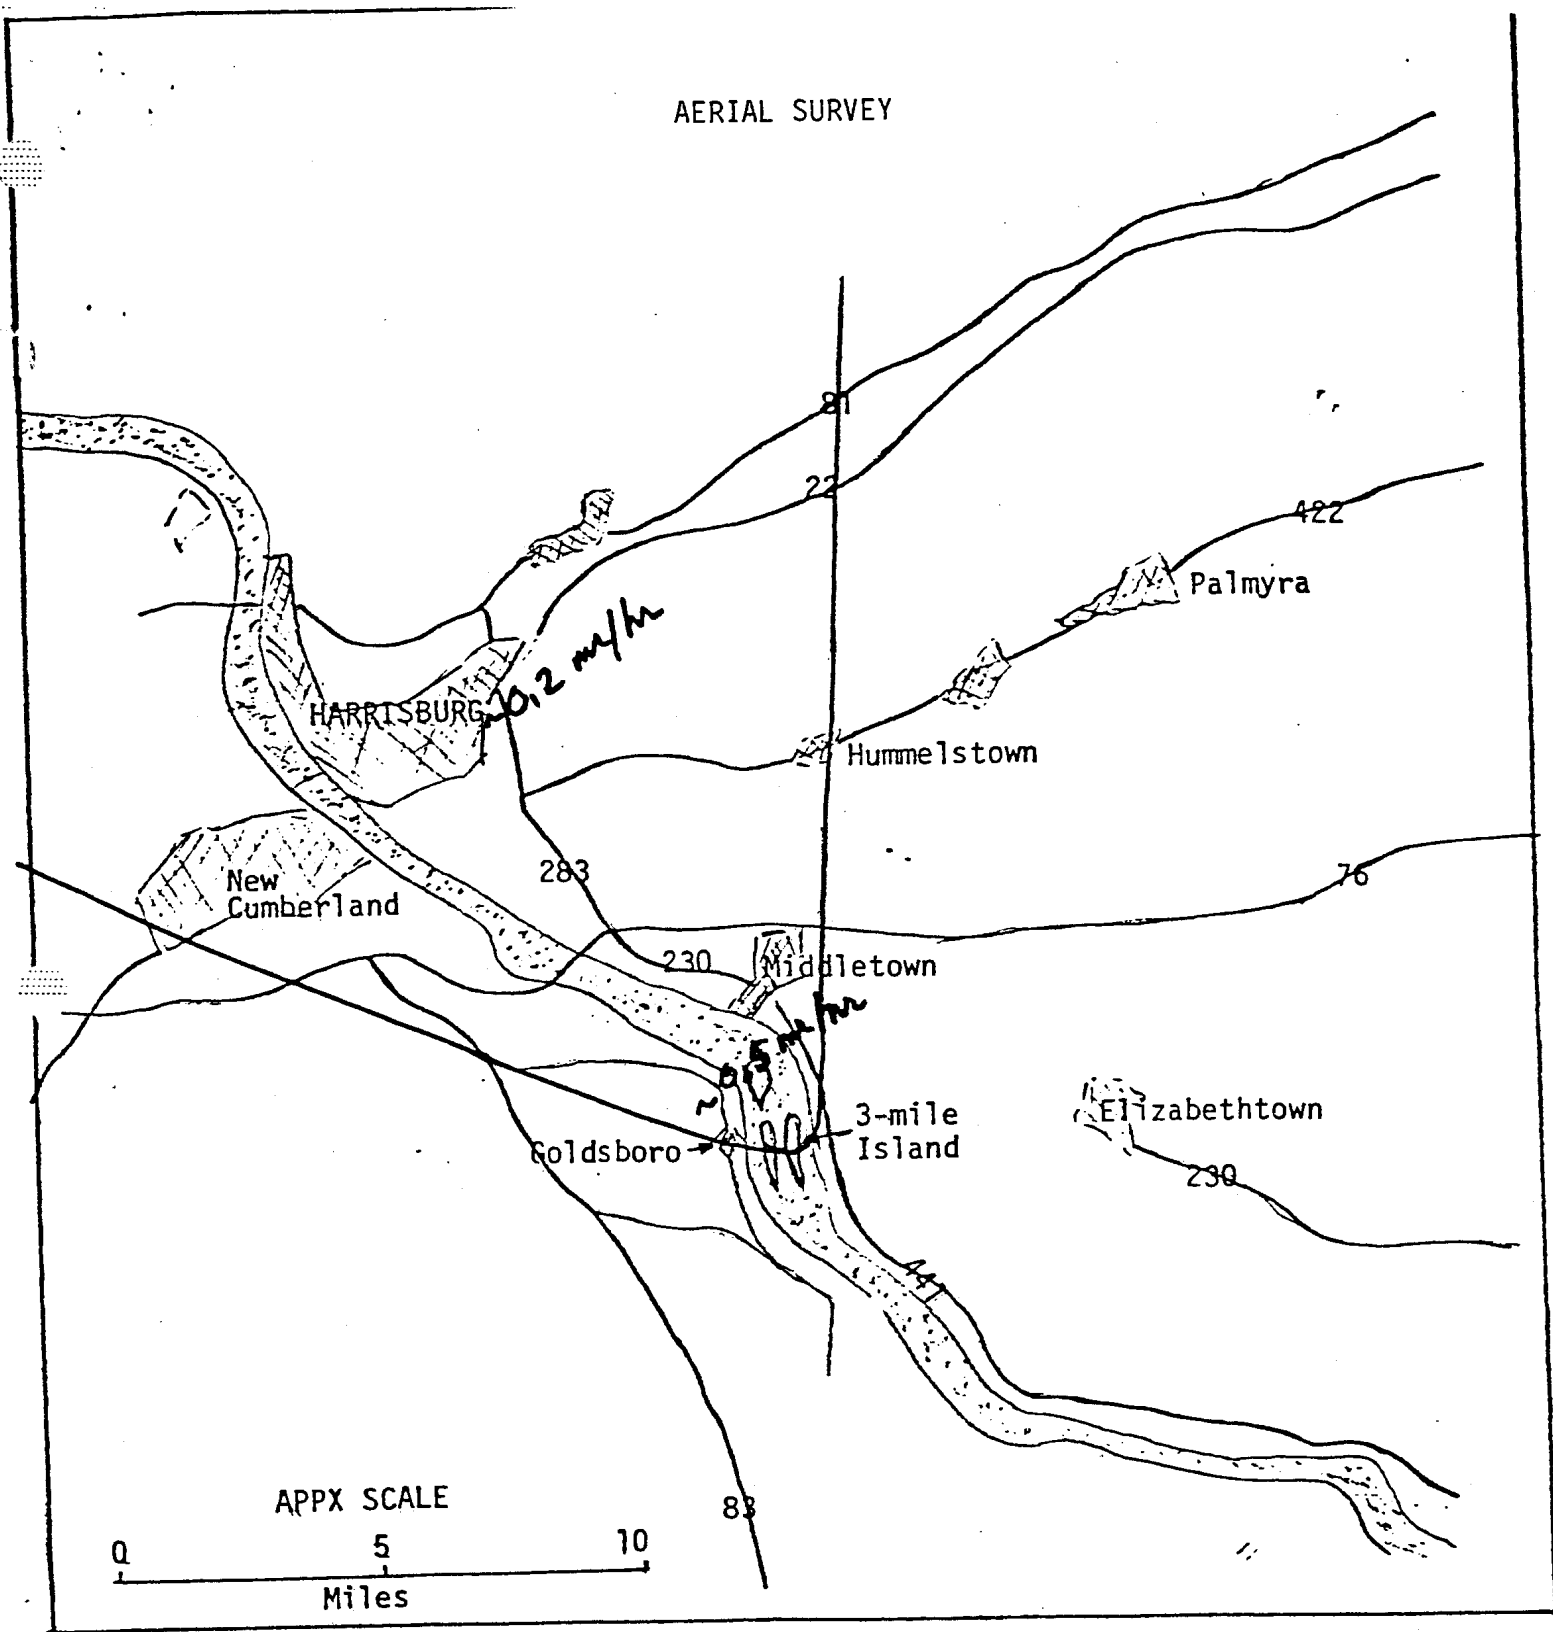 AERIAL SURVEY
81
22
422
Palmyra
~0.2 mr/hr
HARRISBURG
Hummelstown
283
76
New
Cumberland
230
Middletown
~0.5 mr/hr
3-mile
Island
Goldsboro
Elizabethtown
230
441
APPX SCALE
83
0 5 10
Miles